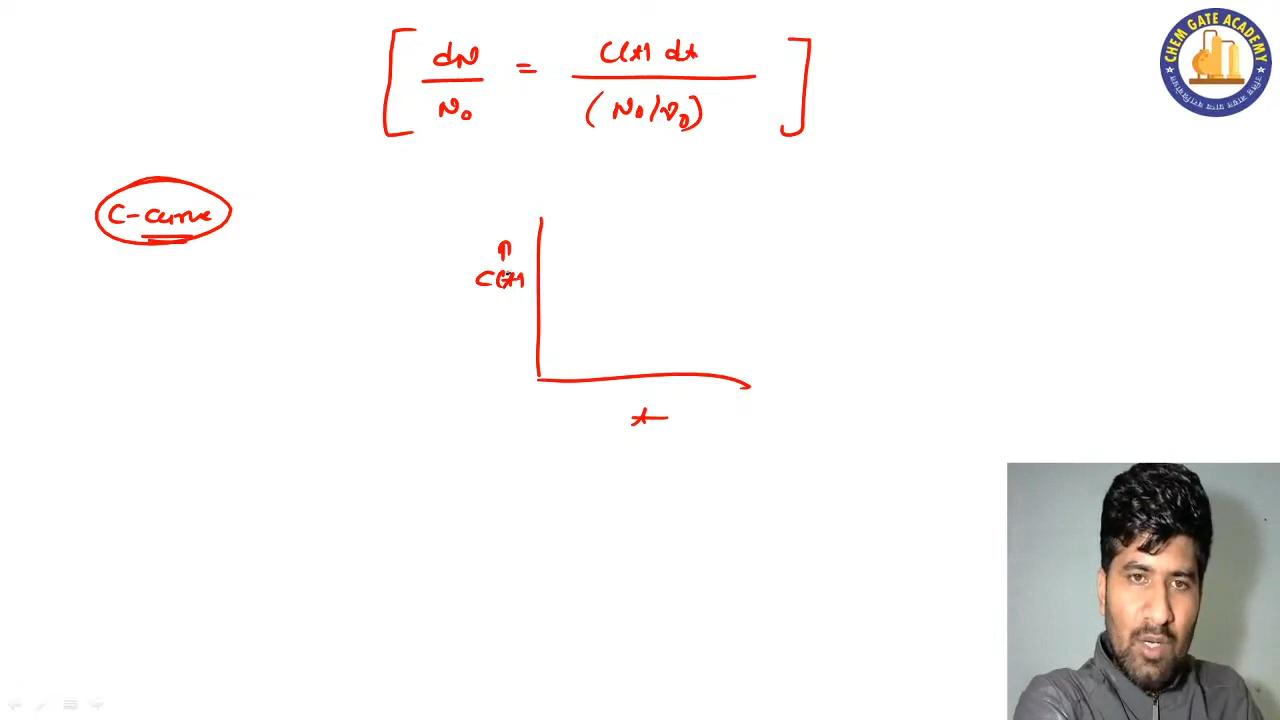 dN / N₀ = C(t) dt / (N₀/v₀)
C-curve
↑
C(t)
t
CHEM GATE ACADEMY